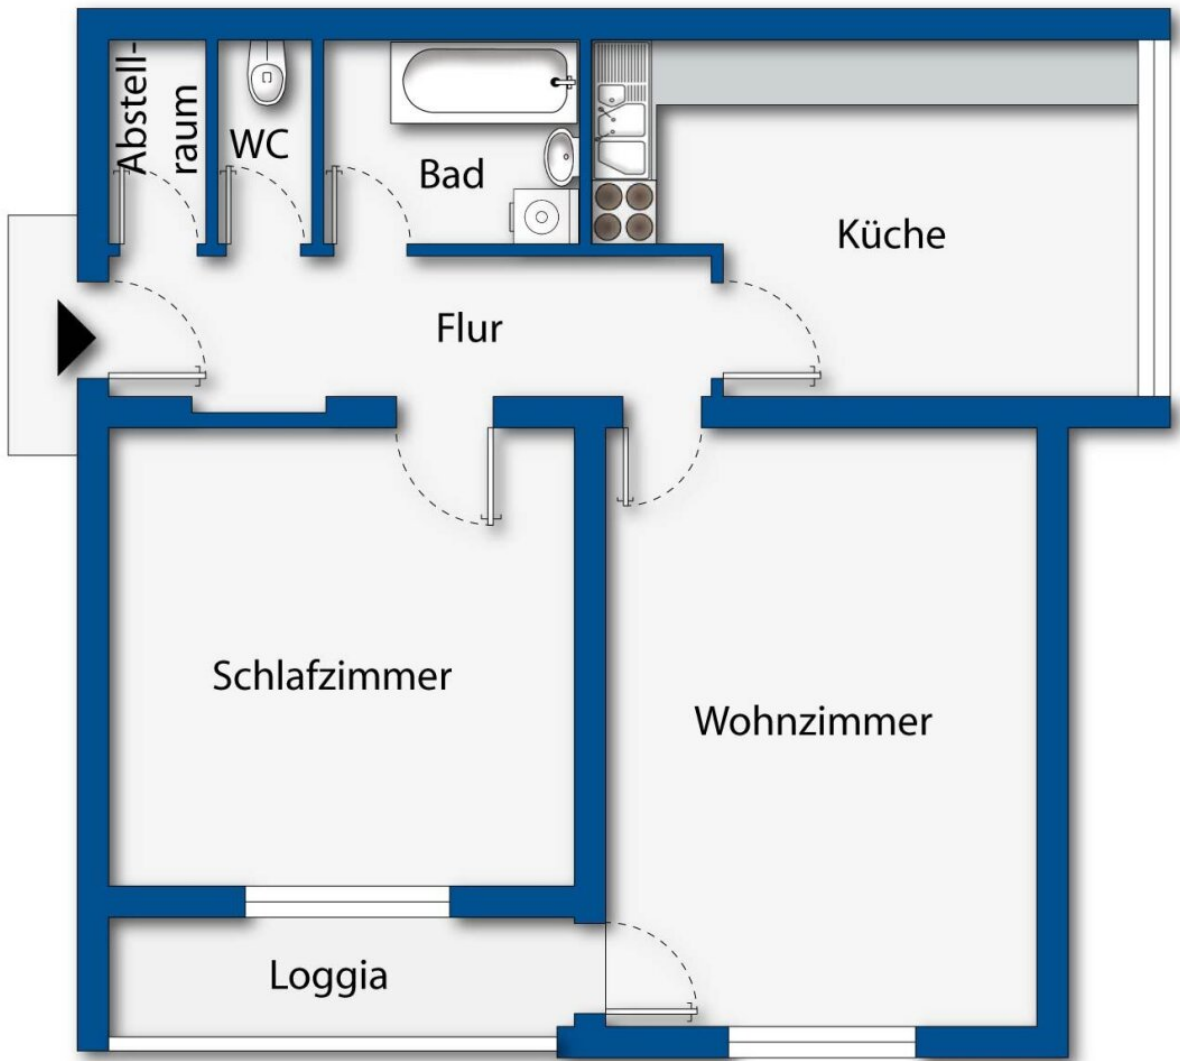 Abstell-
raum
WC
Bad
Küche
Flur
Schlafzimmer
Wohnzimmer
Loggia